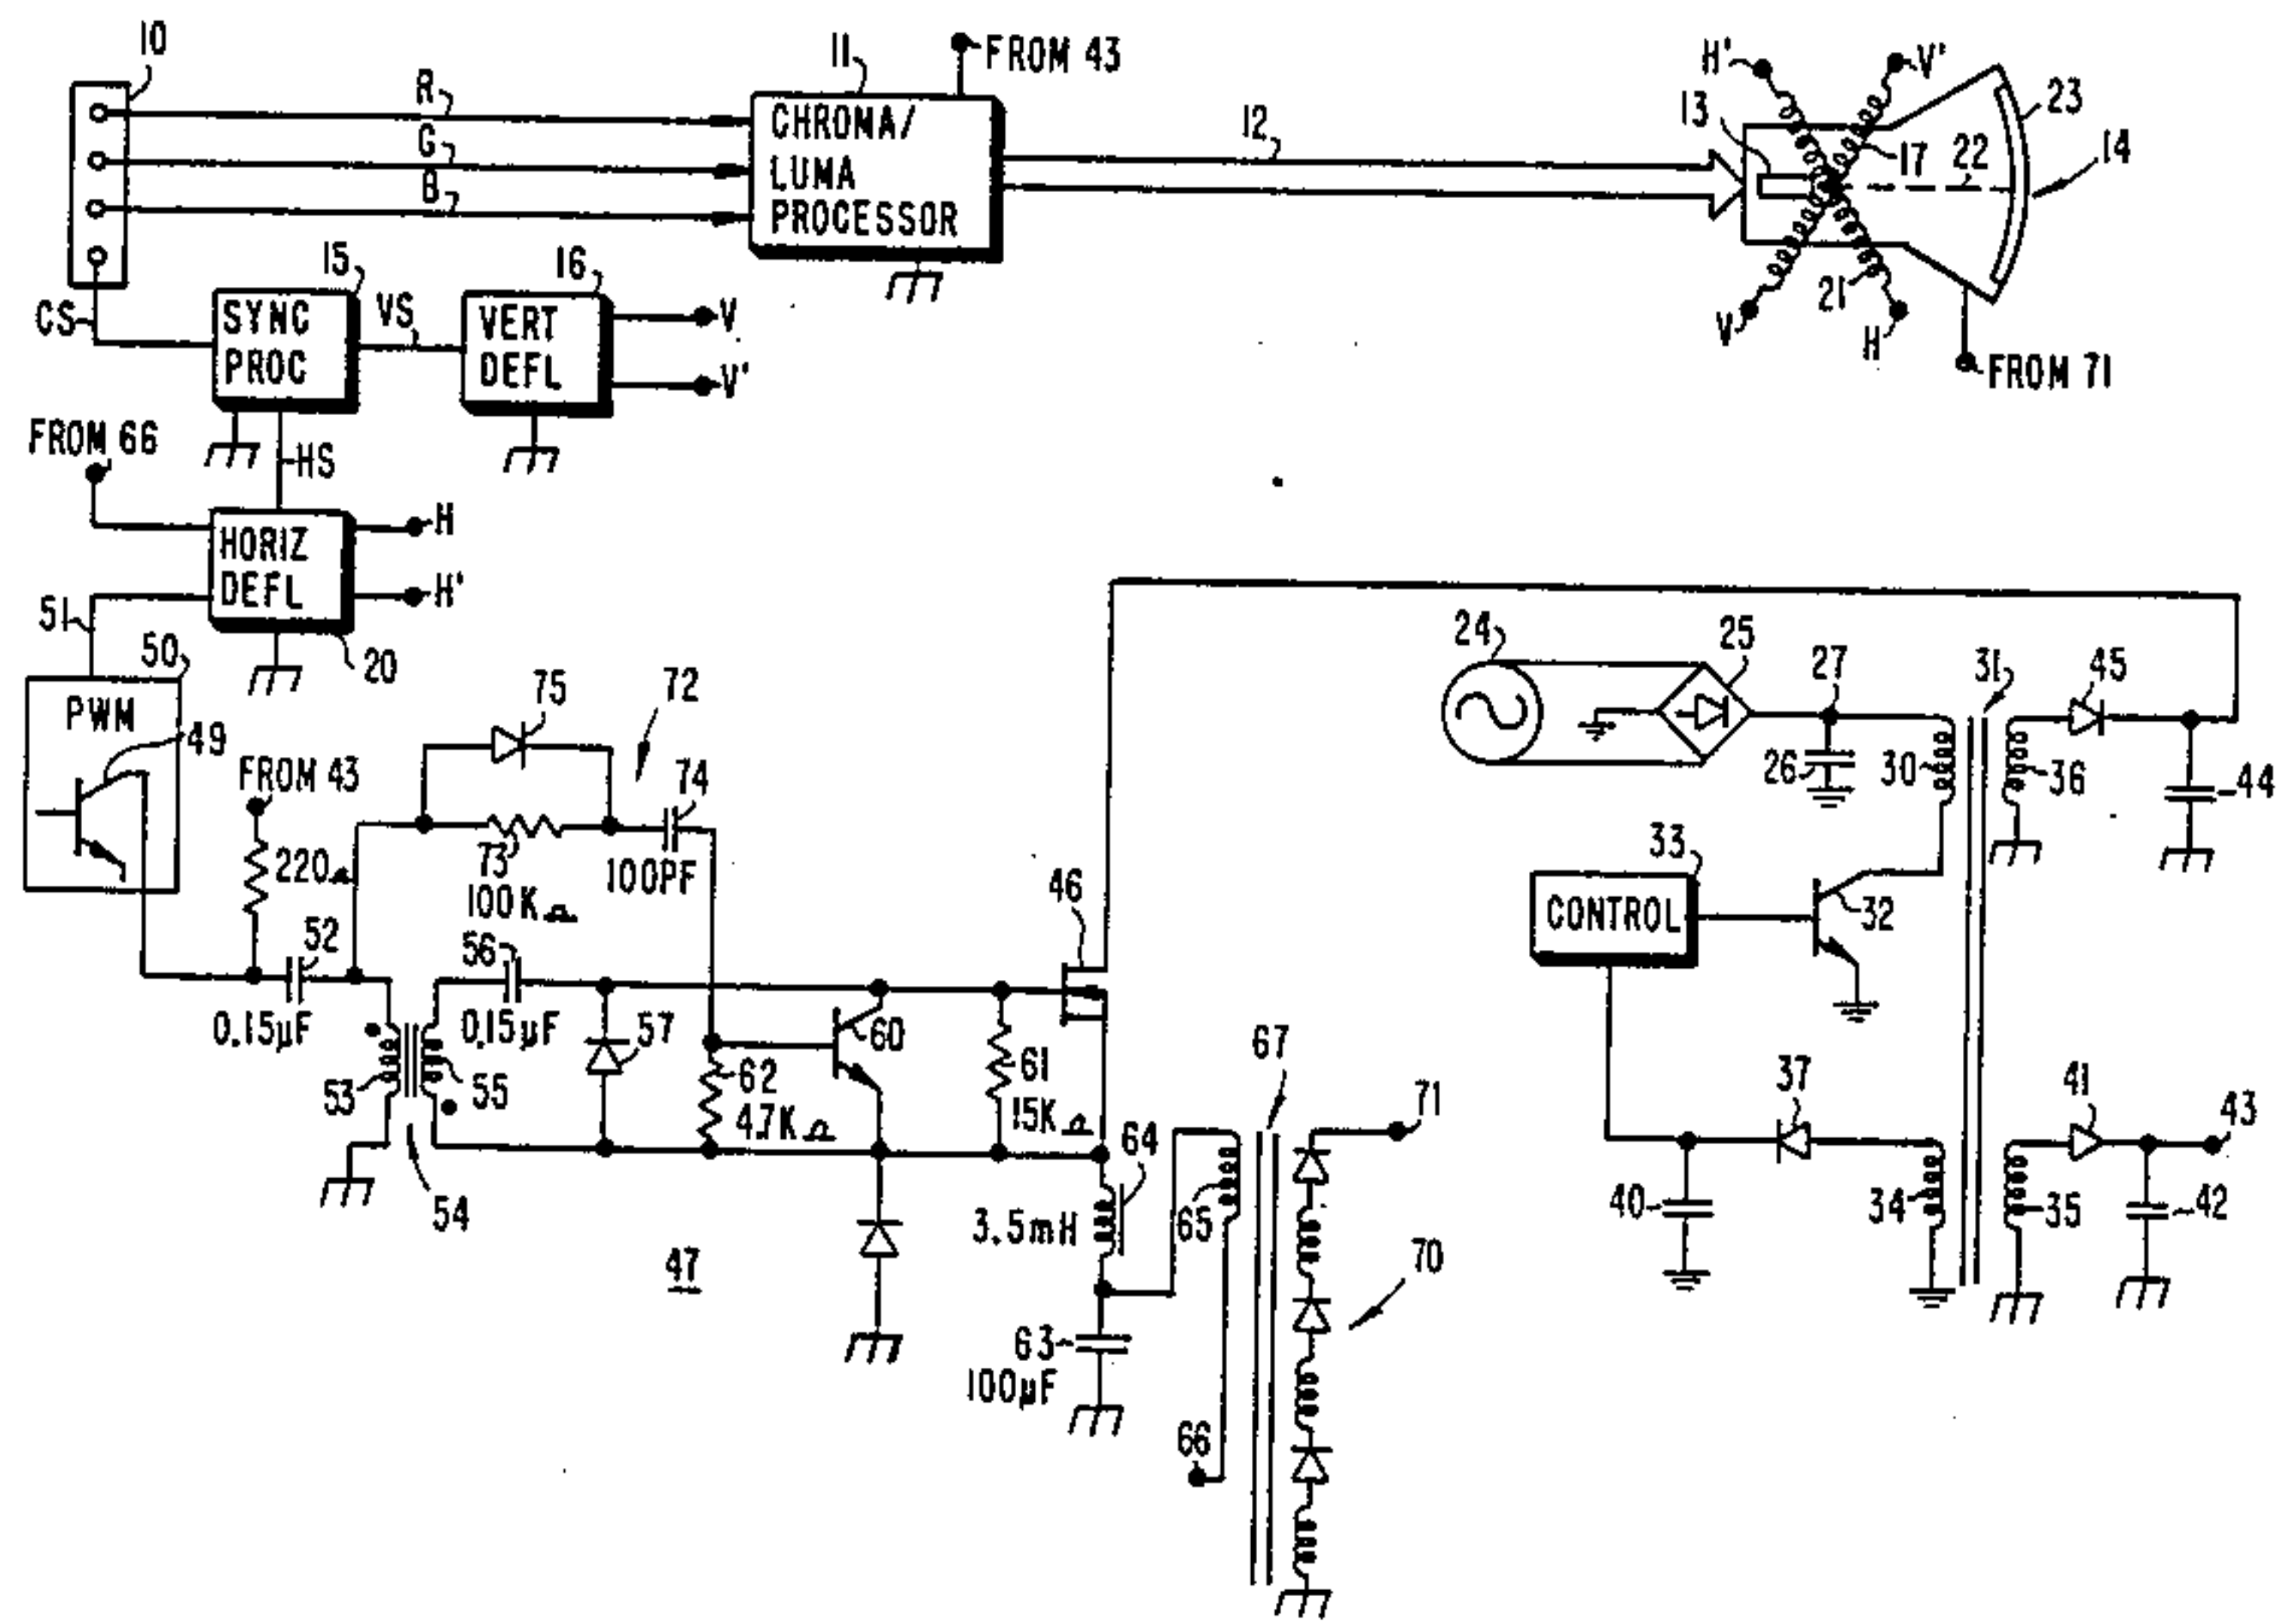 10
R
G
B
11
CHROMA/
LUMA
PROCESSOR
FROM 43
12
H'
V'
13
17
22
23
14
21
V
H
FROM 71
CS
15
SYNC
PROC
VS
16
VERT
DEFL
V
V'
FROM 66
HS
HORIZ
DEFL
H
H'
20
51
50
PWM
49
FROM 43
220Ω
75
72
73
100KΩ
74
100PF
52
0.15µF
56
0.15µF
53
55
54
57
62
4.7KΩ
60
61
15KΩ
46
47
64
3.5mH
63
100µF
65
66
67
70
71
24
25
27
26
30
31
36
45
44
33
CONTROL
32
37
40
34
35
41
42
43